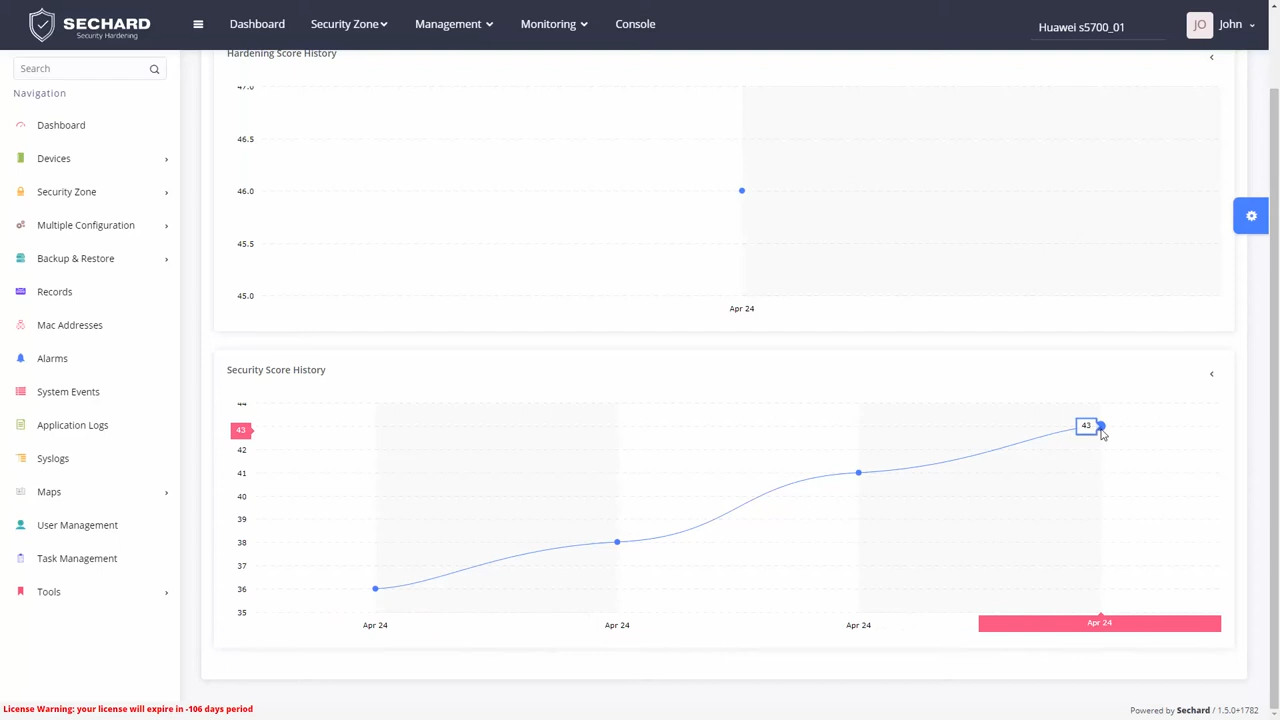 SECHARD
Security Hardening
Dashboard
Security Zone
Management
Monitoring
Console
Huawei s5700_01
JO
John
Search
Navigation
Dashboard
Devices
Security Zone
Multiple Configuration
Backup & Restore
Records
Mac Addresses
Alarms
System Events
Application Logs
Syslogs
Maps
User Management
Task Management
Tools
Hardening Score History
47.0
46.5
46.0
45.5
45.0
Apr 24
Security Score History
44
43
43
42
41
40
39
38
37
36
35
Apr 24
Apr 24
Apr 24
Apr 24
License Warning: your license will expire in -106 days period
Powered by Sechard / 1.5.0+1782